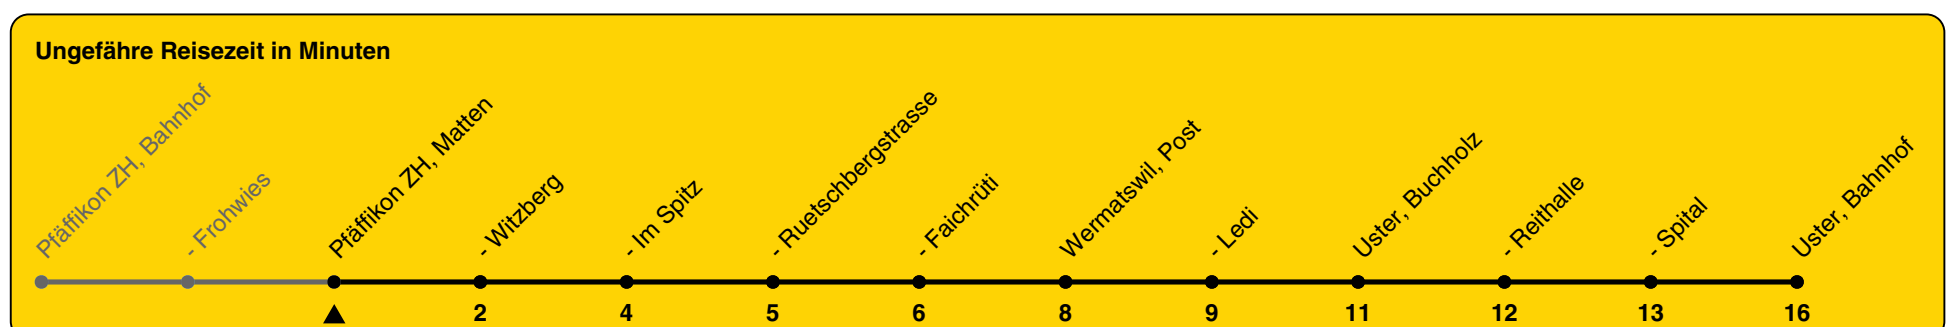 Ungefähre Reisezeit in Minuten
Pfäffikon ZH, Bahnhof
- Frohwies
Pfäffikon ZH, Matten
- Witzberg
- Im Spitz
- Ruetschbergstrasse
- Faichrüti
Wermatswil, Post
- Ledi
Uster, Buchholz
- Reithalle
- Spital
Uster, Bahnhof
2 4 5 6 8 9 11 12 13 16